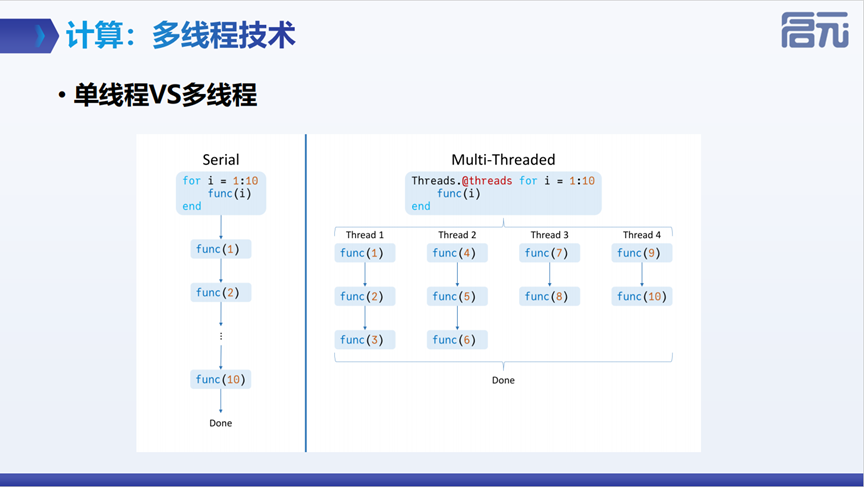 计算：多线程技术
启元
• 单线程VS多线程
Serial
for i = 1:10
func(i)
end
func(1)
func(2)
⋮
func(10)
Done
Multi-Threaded
Threads.@threads for i = 1:10
func(i)
end
Thread 1
func(1)
func(2)
func(3)
Thread 2
func(4)
func(5)
func(6)
Thread 3
func(7)
func(8)
Thread 4
func(9)
func(10)
Done